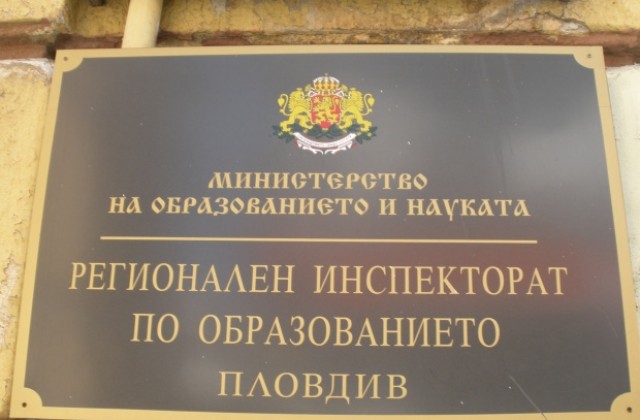 МИНИСТЕРСТВО
НА ОБРАЗОВАНИЕТО И НАУКАТА
РЕГИОНАЛЕН ИНСПЕКТОРАТ
ПО ОБРАЗОВАНИЕТО
ПЛОВДИВ